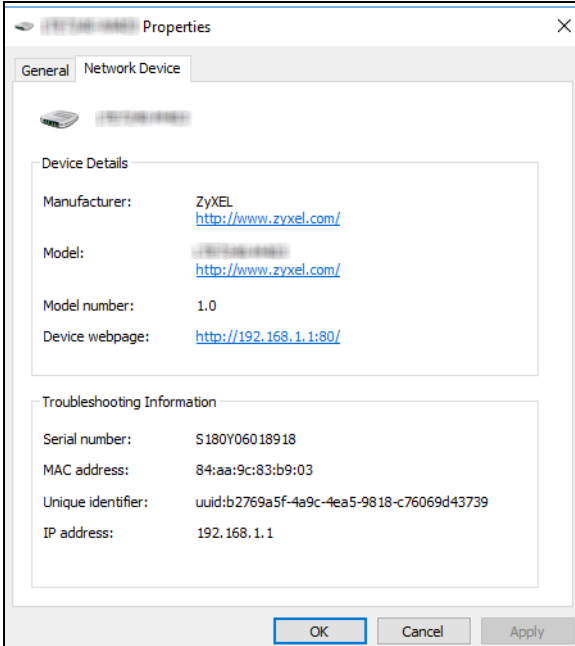 Properties
General
Network Device
Device Details
Manufacturer: ZyXEL
http://www.zyxel.com/
Model:
http://www.zyxel.com/
Model number: 1.0
Device webpage: http://192.168.1.1:80/
Troubleshooting Information
Serial number: S180Y06018918
MAC address: 84:aa:9c:83:b9:03
Unique identifier: uuid:b2769a5f-4a9c-4ea5-9818-c76069d43739
IP address: 192.168.1.1
OK Cancel Apply